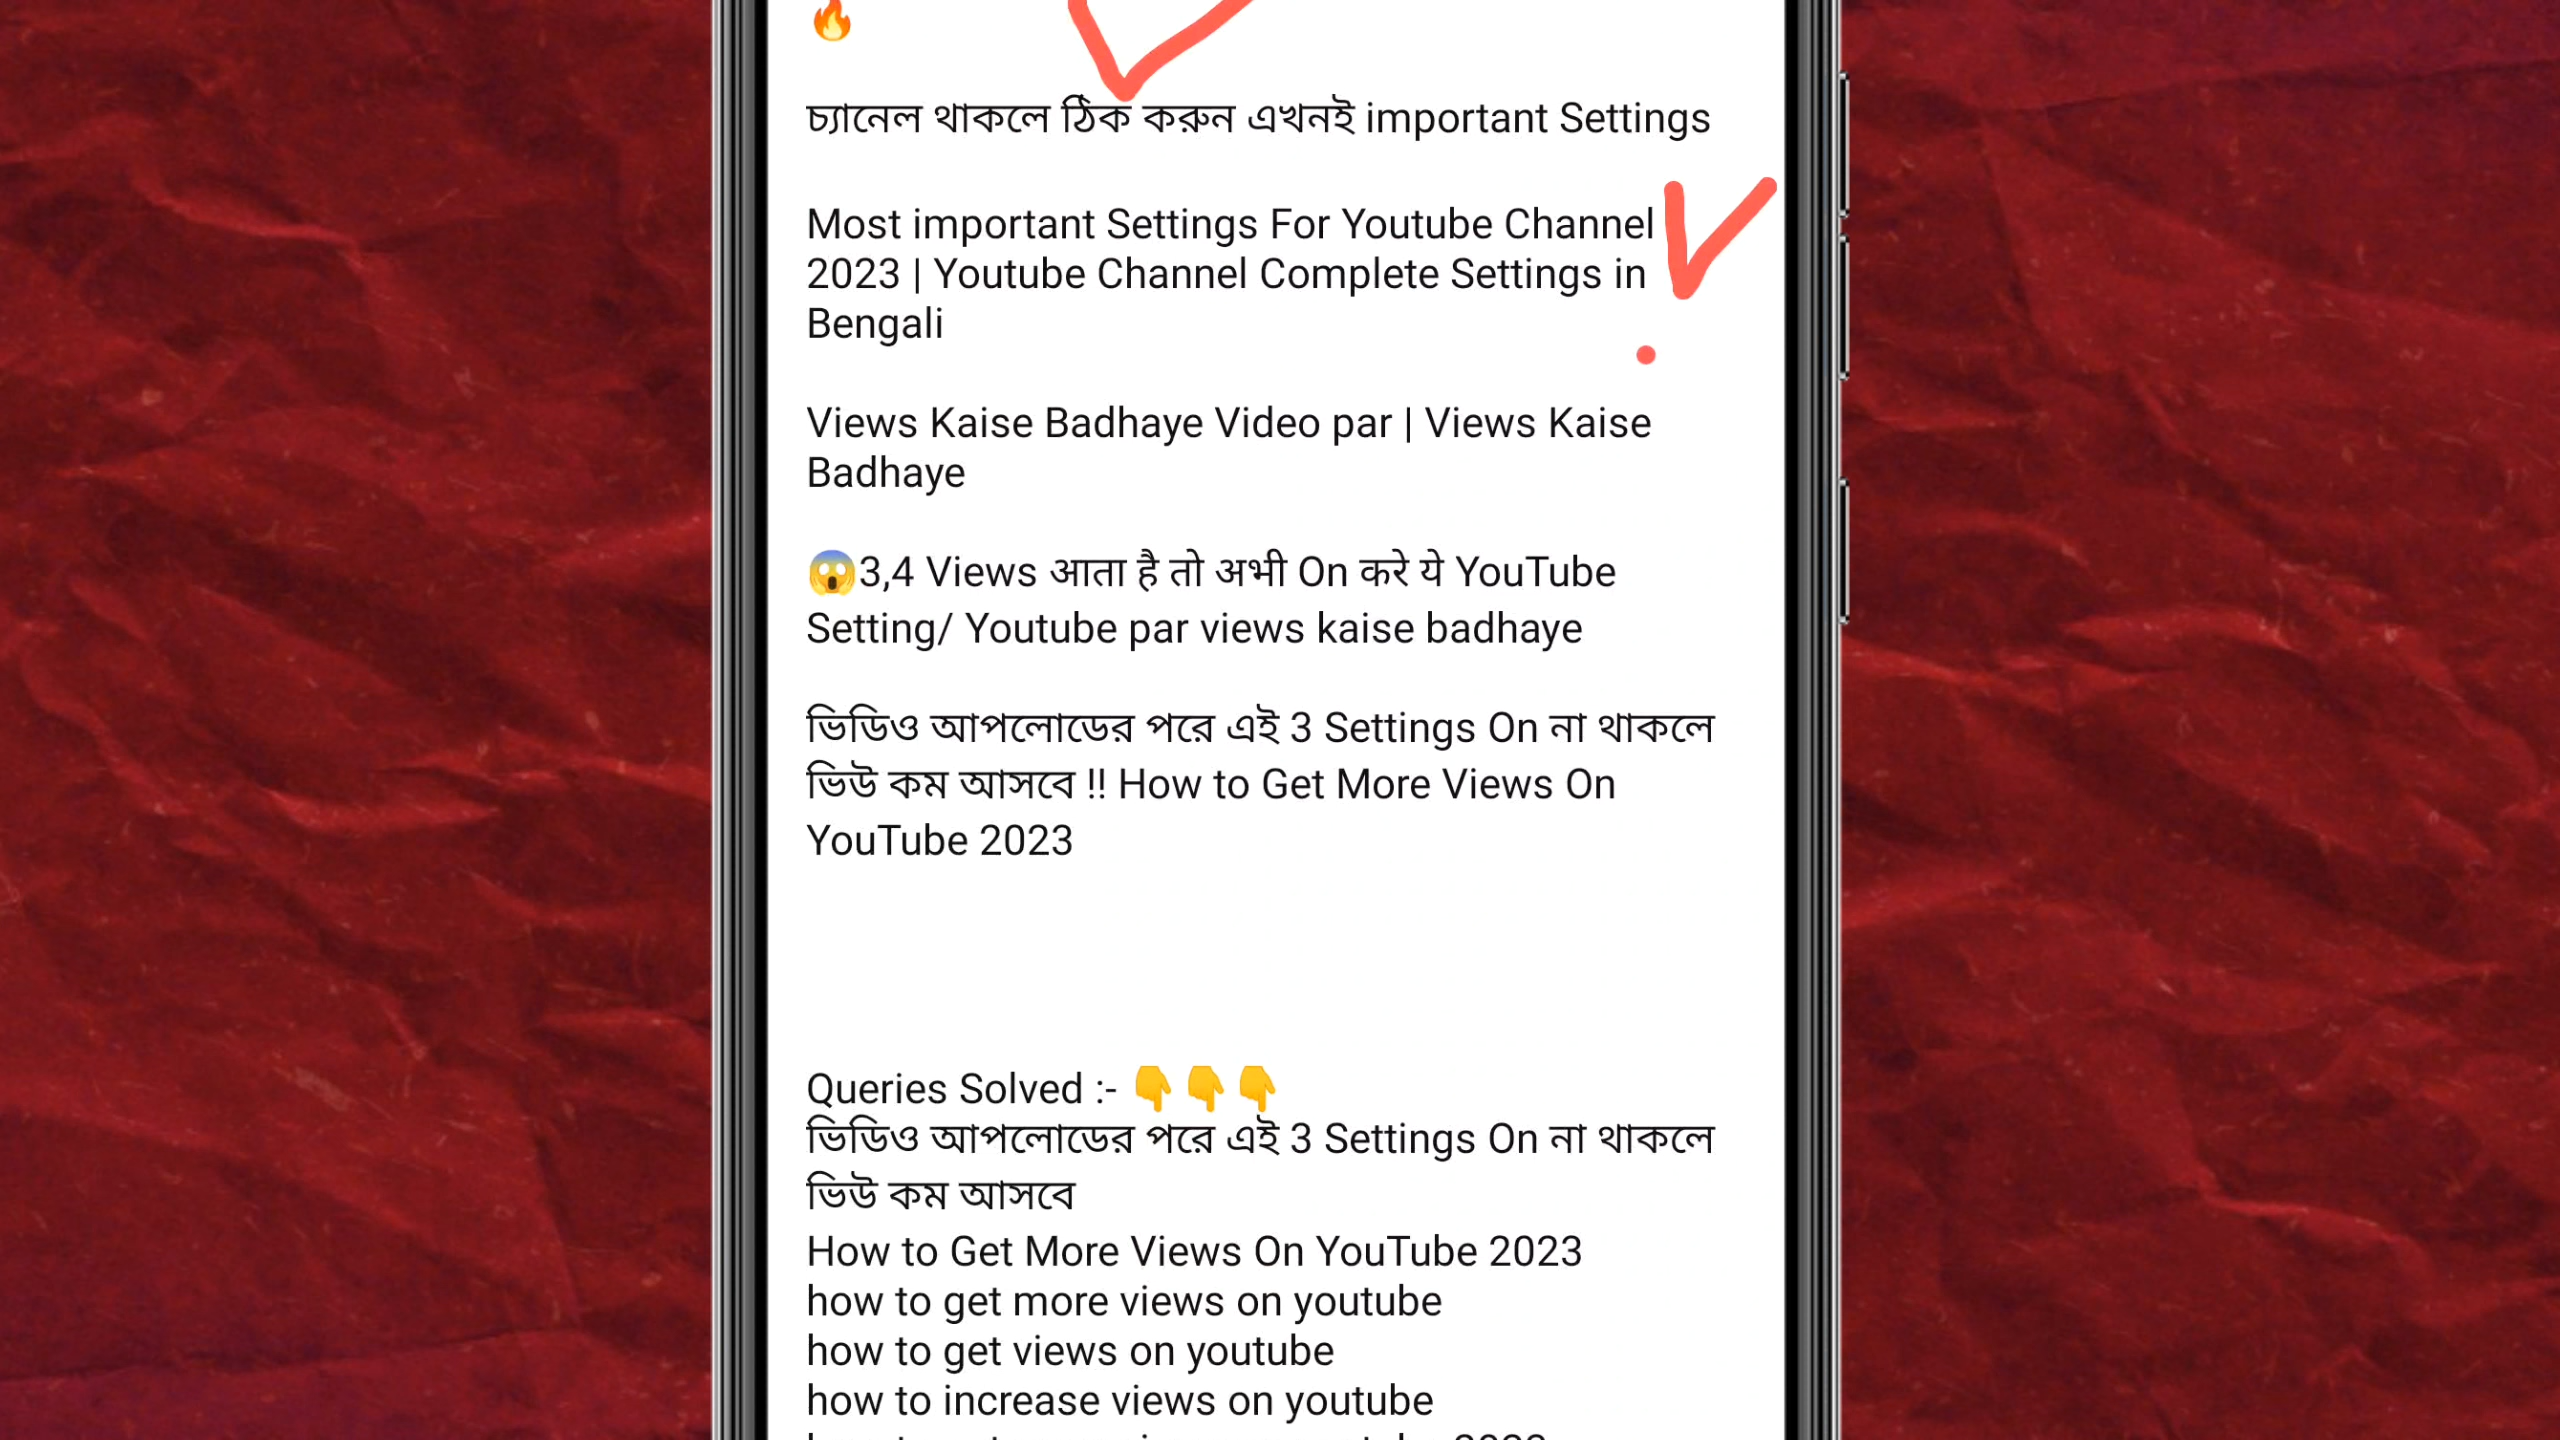 🔥
চ্যানেল থাকলে ঠিক করুন এখনই important Settings
Most important Settings For Youtube Channel
2023 | Youtube Channel Complete Settings in
Bengali
Views Kaise Badhaye Video par | Views Kaise
Badhaye
😱3,4 Views आता है तो अभी On करे ये YouTube
Setting/ Youtube par views kaise badhaye
ভিডিও আপলোডের পরে এই 3 Settings On না থাকলে
ভিউ কম আসবে !! How to Get More Views On
YouTube 2023
Queries Solved :- 👇👇👇
ভিডিও আপলোডের পরে এই 3 Settings On না থাকলে
ভিউ কম আসবে
How to Get More Views On YouTube 2023
how to get more views on youtube
how to get views on youtube
how to increase views on youtube